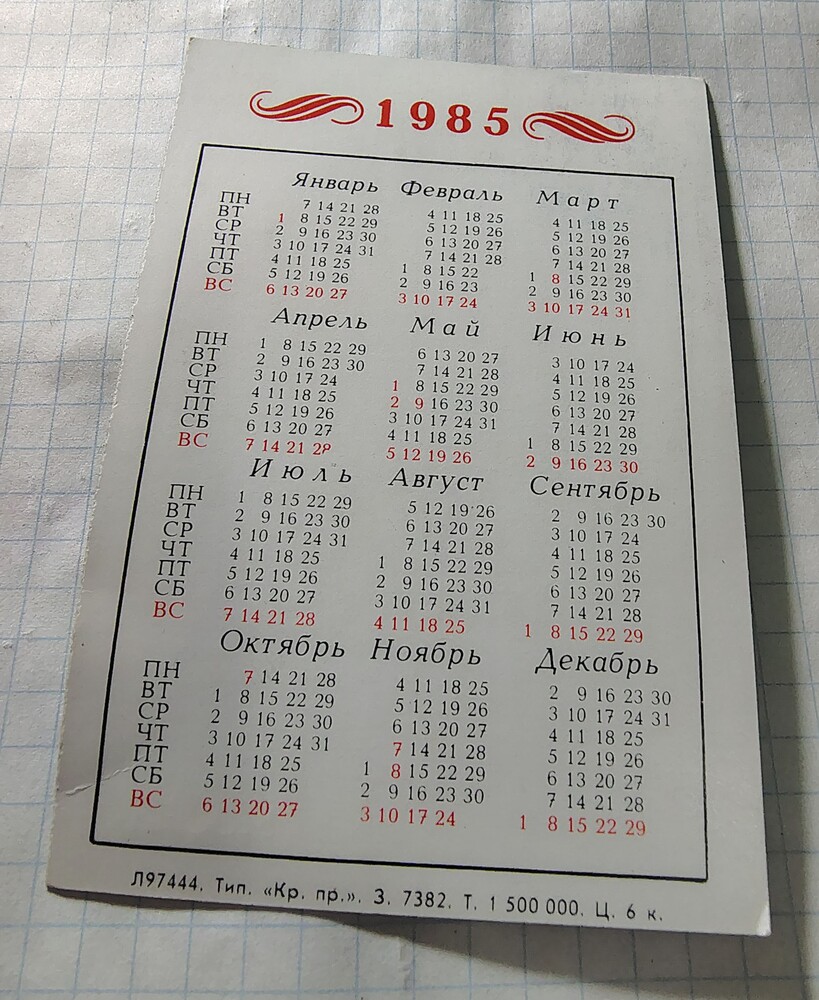 1985
Январь Февраль Март
ПН 7 14 21 28 4 11 18 25 4 11 18 25
ВТ 1 8 15 22 29 5 12 19 26 5 12 19 26
СР 2 9 16 23 30 6 13 20 27 6 13 20 27
ЧТ 3 10 17 24 31 7 14 21 28 7 14 21 28
ПТ 4 11 18 25 1 8 15 22 1 8 15 22 29
СБ 5 12 19 26 2 9 16 23 2 9 16 23 30
ВС 6 13 20 27 3 10 17 24 3 10 17 24 31
Апрель Май Июнь
ПН 1 8 15 22 29 6 13 20 27 3 10 17 24
ВТ 2 9 16 23 30 7 14 21 28 4 11 18 25
СР 3 10 17 24 1 8 15 22 29 5 12 19 26
ЧТ 4 11 18 25 2 9 16 23 30 6 13 20 27
ПТ 5 12 19 26 3 10 17 24 31 7 14 21 28
СБ 6 13 20 27 4 11 18 25 1 8 15 22 29
ВС 7 14 21 28 5 12 19 26 2 9 16 23 30
Июль Август Сентябрь
ПН 1 8 15 22 29 5 12 19 26 2 9 16 23 30
ВТ 2 9 16 23 30 6 13 20 27 3 10 17 24
СР 3 10 17 24 31 7 14 21 28 4 11 18 25
ЧТ 4 11 18 25 1 8 15 22 29 5 12 19 26
ПТ 5 12 19 26 2 9 16 23 30 6 13 20 27
СБ 6 13 20 27 3 10 17 24 31 7 14 21 28
ВС 7 14 21 28 4 11 18 25 1 8 15 22 29
Октябрь Ноябрь Декабрь
ПН 7 14 21 28 4 11 18 25 2 9 16 23 30
ВТ 1 8 15 22 29 5 12 19 26 3 10 17 24 31
СР 2 9 16 23 30 6 13 20 27 4 11 18 25
ЧТ 3 10 17 24 31 7 14 21 28 5 12 19 26
ПТ 4 11 18 25 1 8 15 22 29 6 13 20 27
СБ 5 12 19 26 2 9 16 23 30 7 14 21 28
ВС 6 13 20 27 3 10 17 24 1 8 15 22 29
Л97444. Тип. «Кр. пр.». З. 7382. Т. 1 500 000. Ц. 6 к.